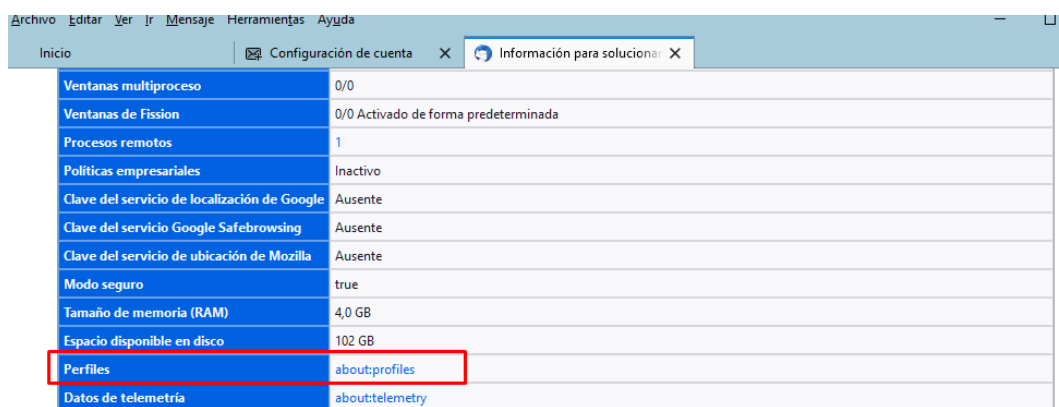 Archivo Editar Ver Ir Mensaje Herramientas Ayuda
Inicio Configuración de cuenta Información para solucionar
Ventanas multiproceso 0/0
Ventanas de Fission 0/0 Activado de forma predeterminada
Procesos remotos 1
Políticas empresariales Inactivo
Clave del servicio de localización de Google Ausente
Clave del servicio Google Safebrowsing Ausente
Clave del servicio de ubicación de Mozilla Ausente
Modo seguro true
Tamaño de memoria (RAM) 4,0 GB
Espacio disponible en disco 102 GB
Perfiles about:profiles
Datos de telemetría about:telemetry